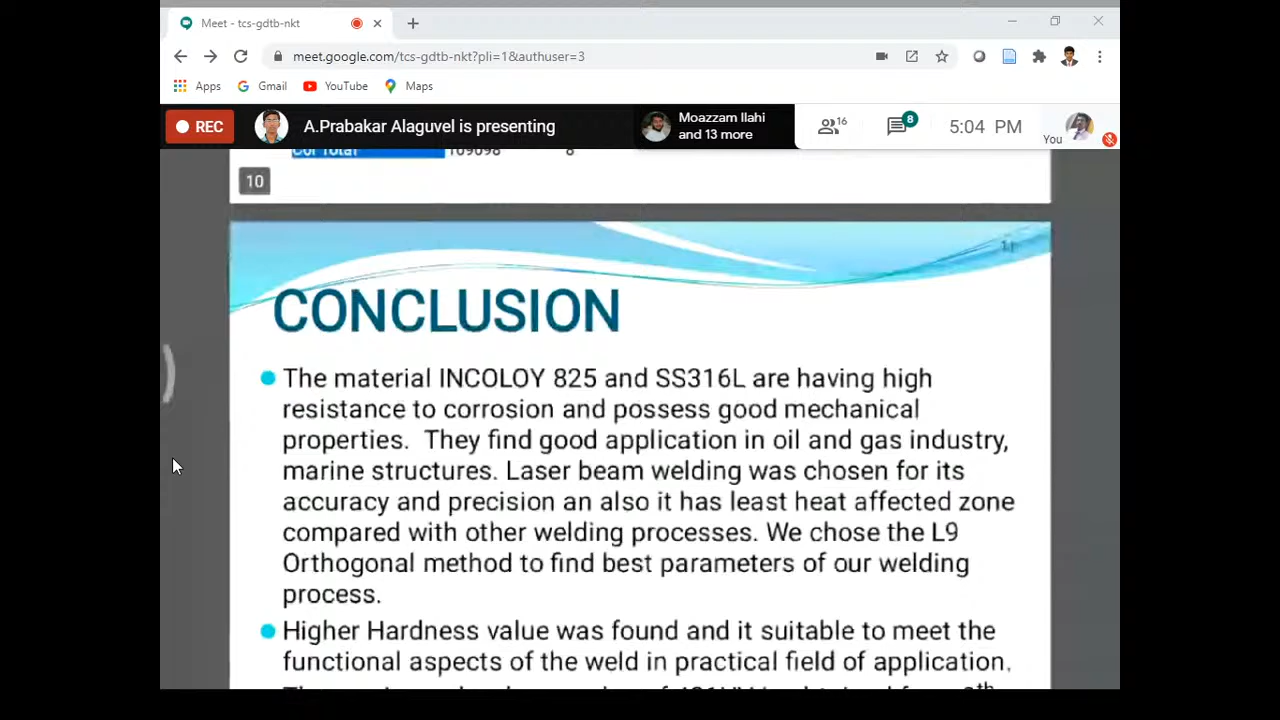 Meet - tcs-gdtb-nkt
meet.google.com/tcs-gdtb-nkt?pli=1&authuser=3
Apps Gmail YouTube Maps
REC A.Prabakar Alaguvel is presenting
Moazzam Ilahi
and 13 more
16
8
5:04 PM
You
Cor Total 109098 8
10
11
CONCLUSION
The material INCOLOY 825 and SS316L are having high
resistance to corrosion and possess good mechanical
properties. They find good application in oil and gas industry,
marine structures. Laser beam welding was chosen for its
accuracy and precision an also it has least heat affected zone
compared with other welding processes. We chose the L9
Orthogonal method to find best parameters of our welding
process.
Higher Hardness value was found and it suitable to meet the
functional aspects of the weld in practical field of application.